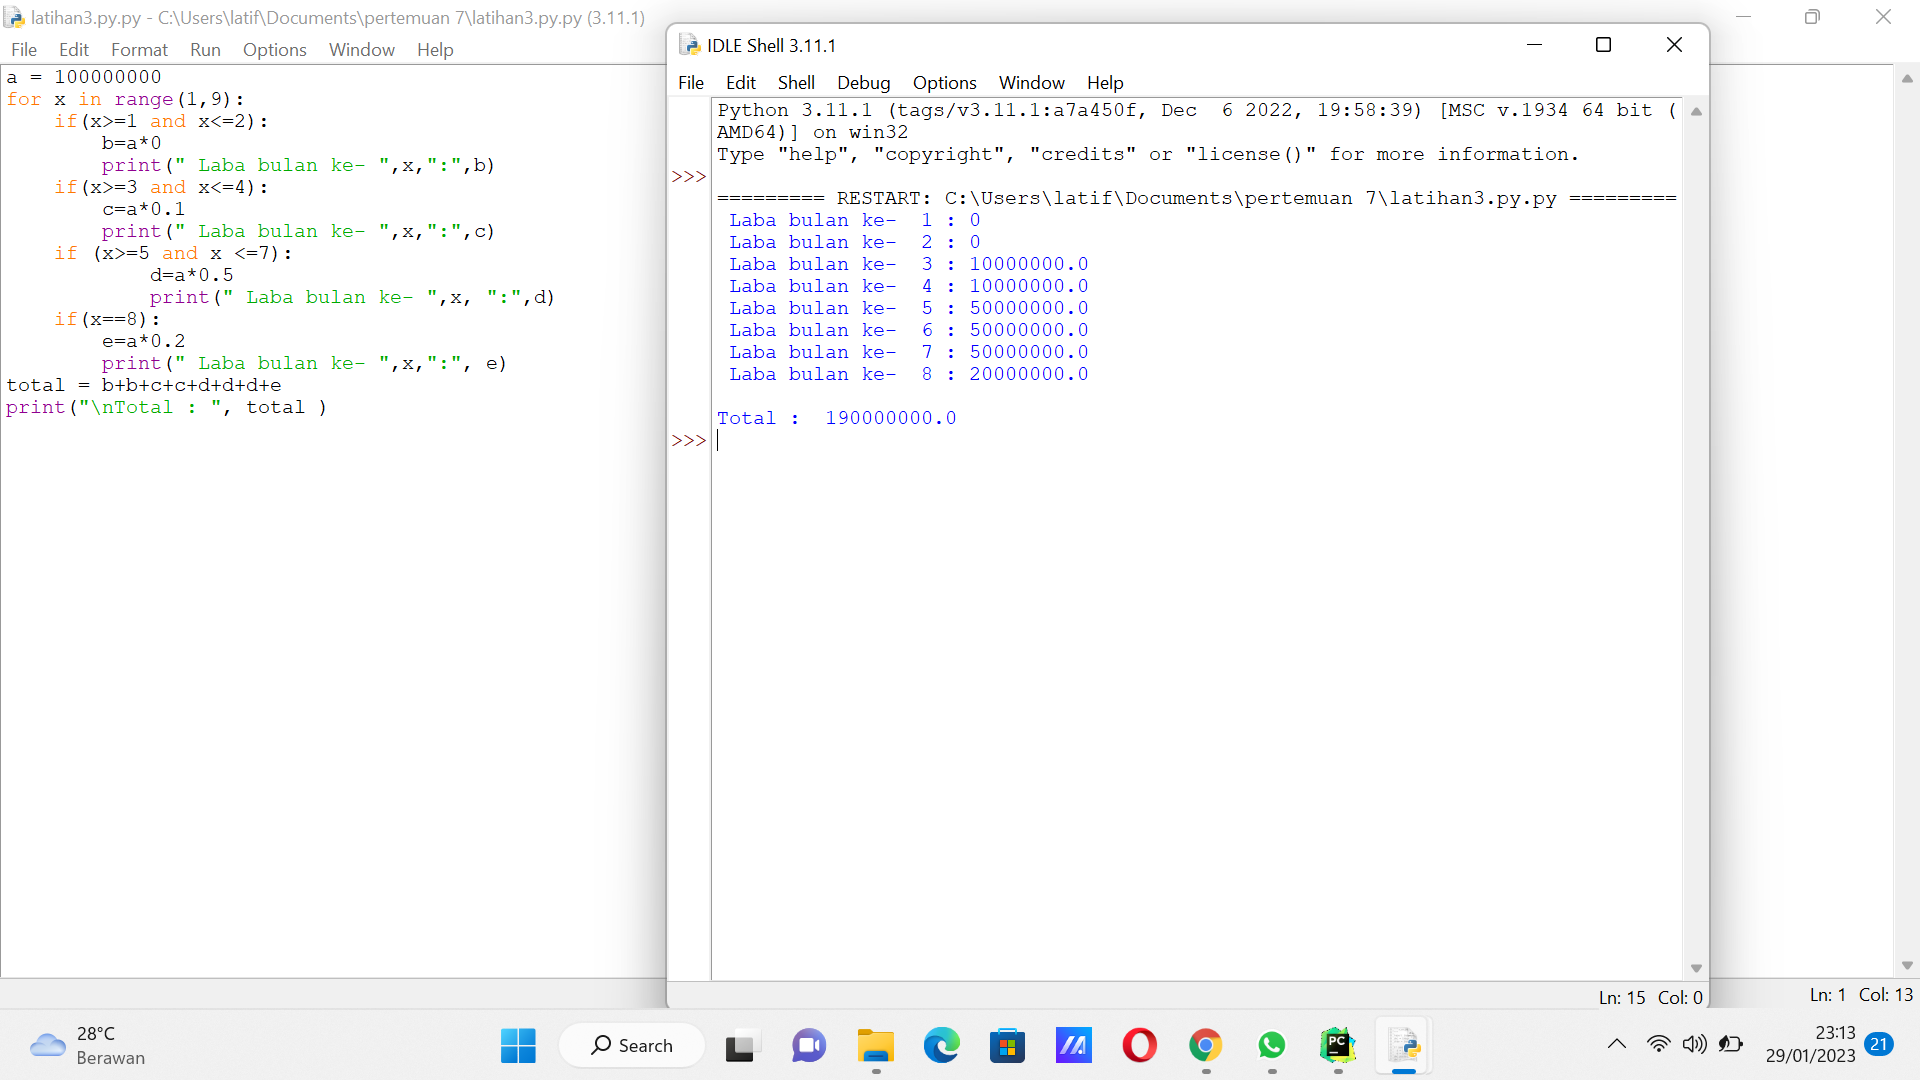 latihan3.py.py - C:\Users\latif\Documents\pertemuan 7\latihan3.py.py (3.11.1)
File Edit Format Run Options Window Help
a = 100000000
for x in range(1,9):
    if(x>=1 and x<=2):
        b=a*0
        print(" Laba bulan ke- ",x,":",b)
    if(x>=3 and x<=4):
        c=a*0.1
        print(" Laba bulan ke- ",x,":",c)
    if (x>=5 and x <=7):
            d=a*0.5
            print(" Laba bulan ke- ",x, ":",d)
    if(x==8):
        e=a*0.2
        print(" Laba bulan ke- ",x,":", e)
total = b+b+c+c+d+d+d+e
print("\nTotal : ", total )
IDLE Shell 3.11.1
File Edit Shell Debug Options Window Help
Python 3.11.1 (tags/v3.11.1:a7a450f, Dec  6 2022, 19:58:39) [MSC v.1934 64 bit (
AMD64)] on win32
Type "help", "copyright", "credits" or "license()" for more information.
>>>
========= RESTART: C:\Users\latif\Documents\pertemuan 7\latihan3.py.py =========
 Laba bulan ke-  1 : 0
 Laba bulan ke-  2 : 0
 Laba bulan ke-  3 : 10000000.0
 Laba bulan ke-  4 : 10000000.0
 Laba bulan ke-  5 : 50000000.0
 Laba bulan ke-  6 : 50000000.0
 Laba bulan ke-  7 : 50000000.0
 Laba bulan ke-  8 : 20000000.0
Total :  190000000.0
>>>
Ln: 15 Col: 0
Ln: 1 Col: 13
28°C
Berawan
Search
PC
23:13
29/01/2023
21